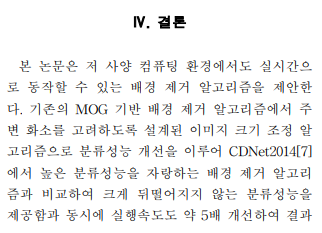 Ⅳ. 결론
본 논문은 저 사양 컴퓨팅 환경에서도 실시간으
로 동작할 수 있는 배경 제거 알고리즘을 제안한
다. 기존의 MOG 기반 배경 제거 알고리즘에서 주
변 화소를 고려하도록 설계된 이미지 크기 조정 알
고리즘으로 분류성능 개선을 이루어 CDNet2014[7]
에서 높은 분류성능을 자랑하는 배경 제거 알고리
즘과 비교하여 크게 뒤떨어지지 않는 분류성능을
제공함과 동시에 실행속도도 약 5배 개선하여 결과